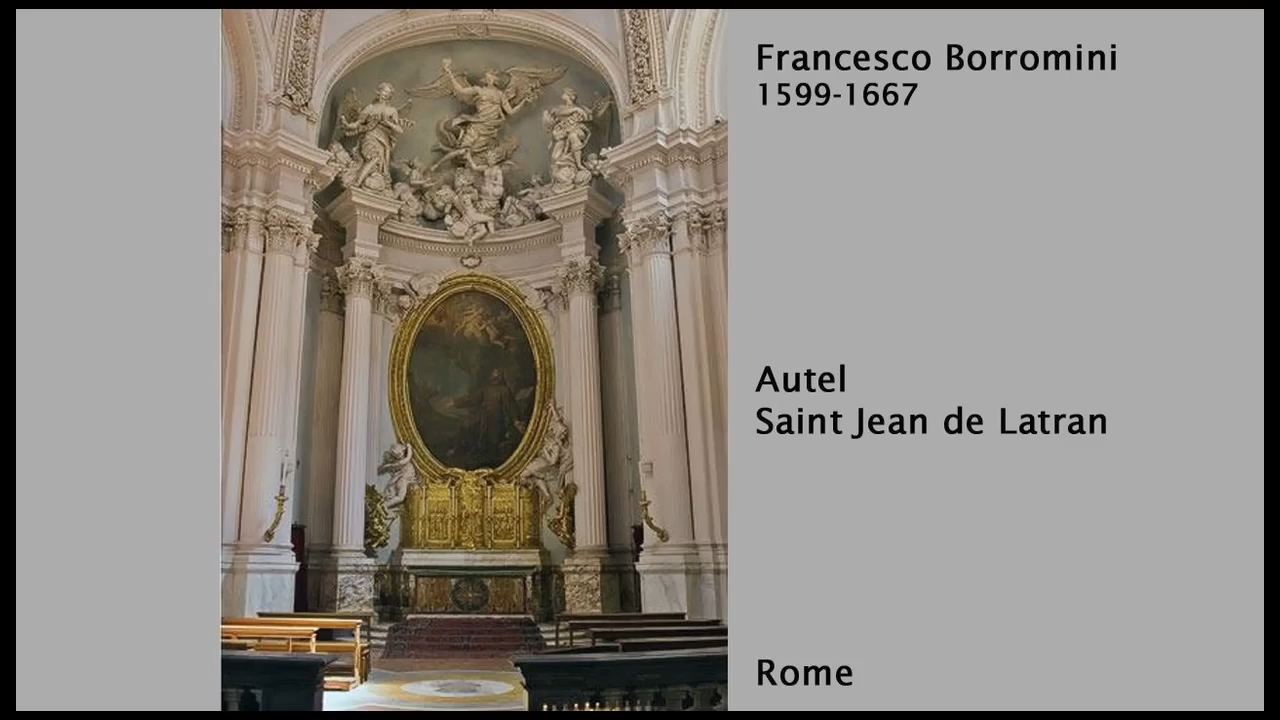 Francesco Borromini
1599-1667
Autel
Saint Jean de Latran
Rome